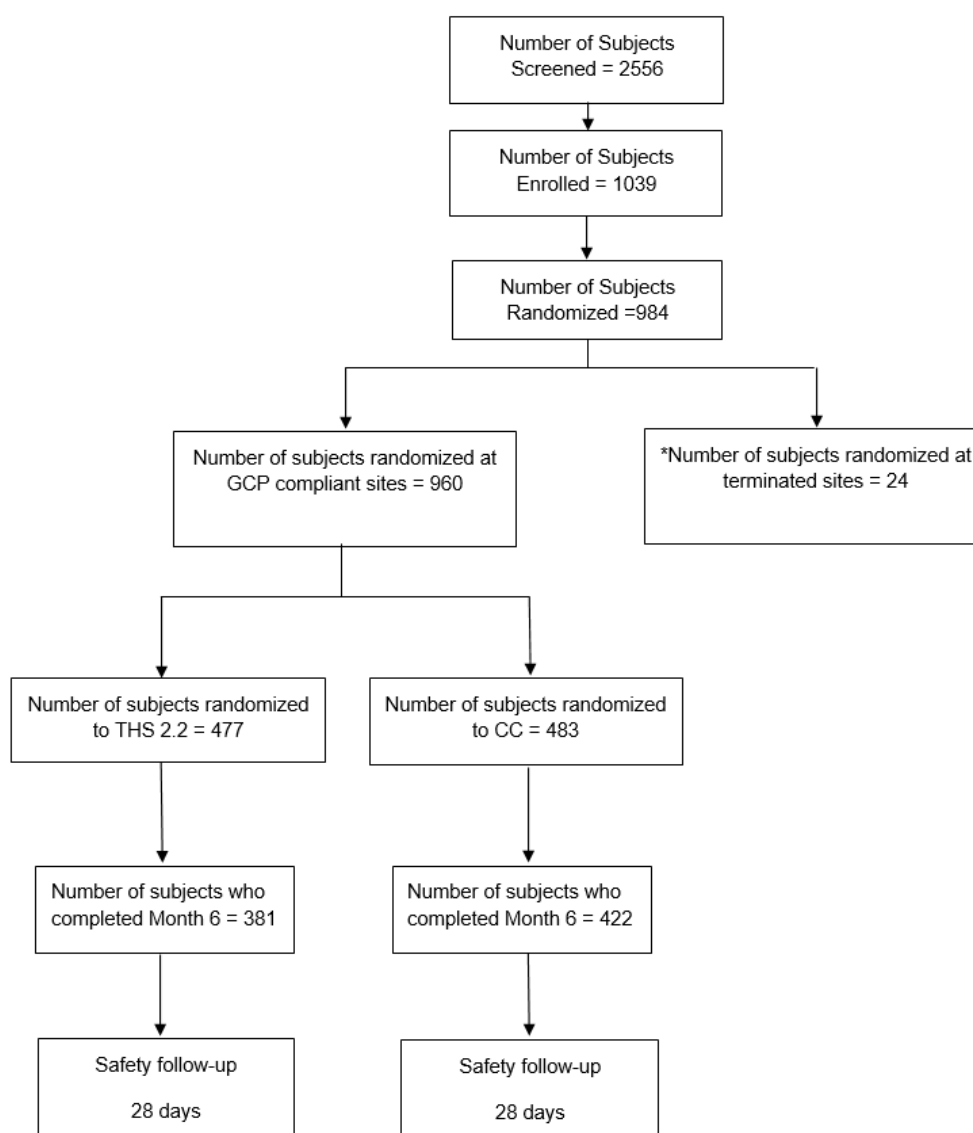 Number of Subjects
Screened = 2556
Number of Subjects
Enrolled = 1039
Number of Subjects
Randomized =984
Number of subjects randomized at
GCP compliant sites = 960
*Number of subjects randomized at
terminated sites = 24
Number of subjects randomized
to THS 2.2 = 477
Number of subjects randomized
to CC = 483
Number of subjects who
completed Month 6 = 381
Number of subjects who
completed Month 6 = 422
Safety follow-up
28 days
Safety follow-up
28 days